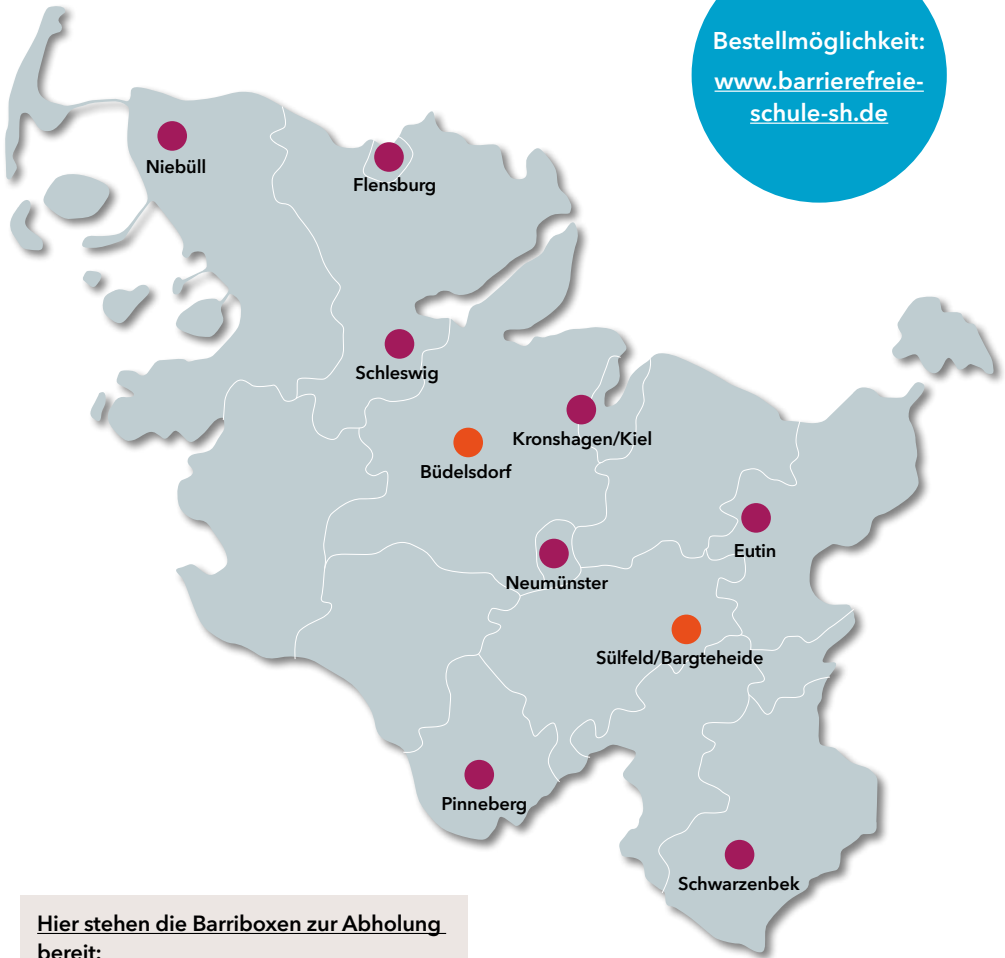 Bestellmöglichkeit:
www.barrierefreie-
schule-sh.de
Niebüll
Flensburg
Schleswig
Kronshagen/Kiel
Büdelsdorf
Eutin
Neumünster
Sülfeld/Bargteheide
Pinneberg
Schwarzenbek
Hier stehen die Barriboxen zur Abholung
bereit: